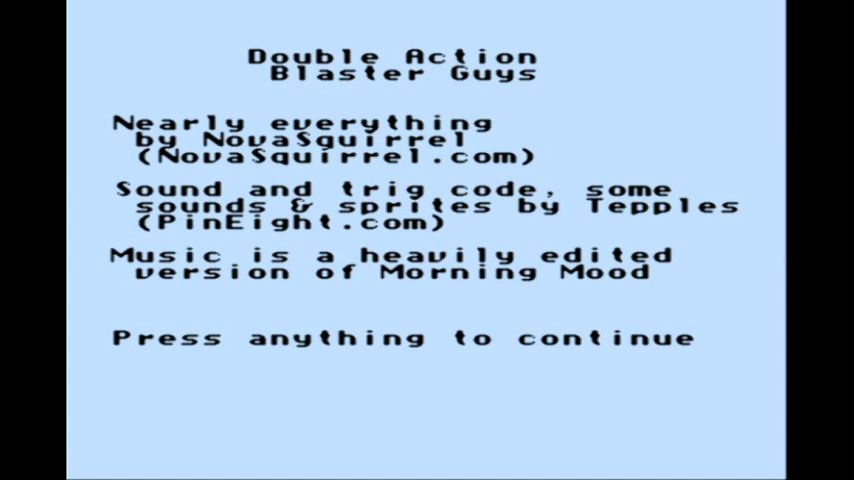 Double Action
Blaster Guys
Nearly everything
by NovaSquirrel
(NovaSquirrel.com)
Sound and trig code, some
sounds & sprites by Tepples
(PinEight.com)
Music is a heavily edited
version of Morning Mood
Press anything to continue